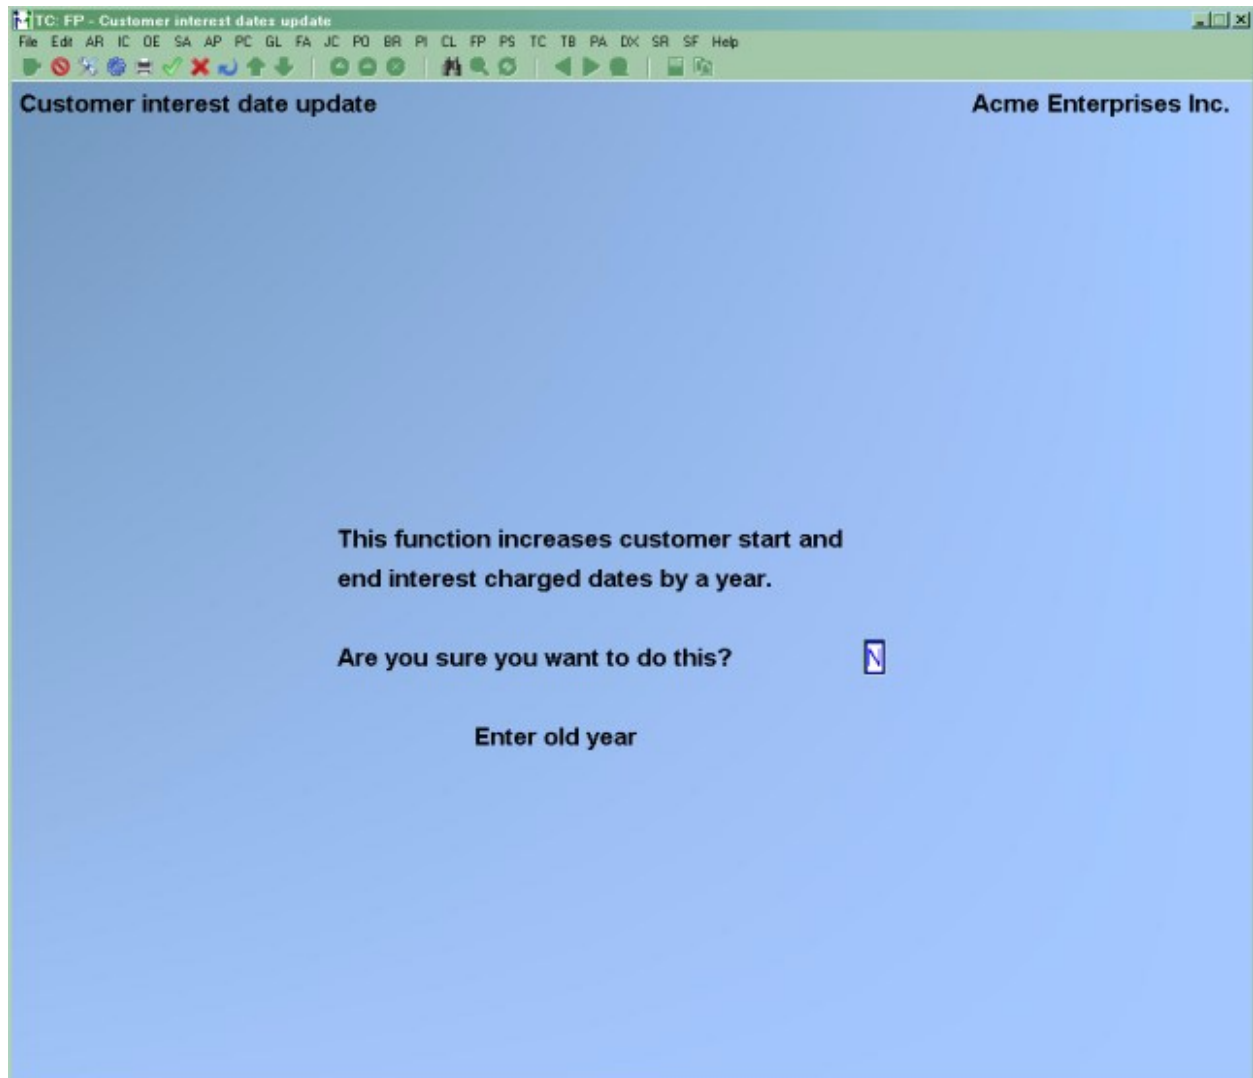 TC: FP - Customer interest dates update
File Edit AR IC OE SA AP PC GL FA JC PO BR PI CL FP PS TC TB PA DX SR SF Help
Customer interest date update Acme Enterprises Inc.
This function increases customer start and
end interest charged dates by a year.
Are you sure you want to do this? N
Enter old year